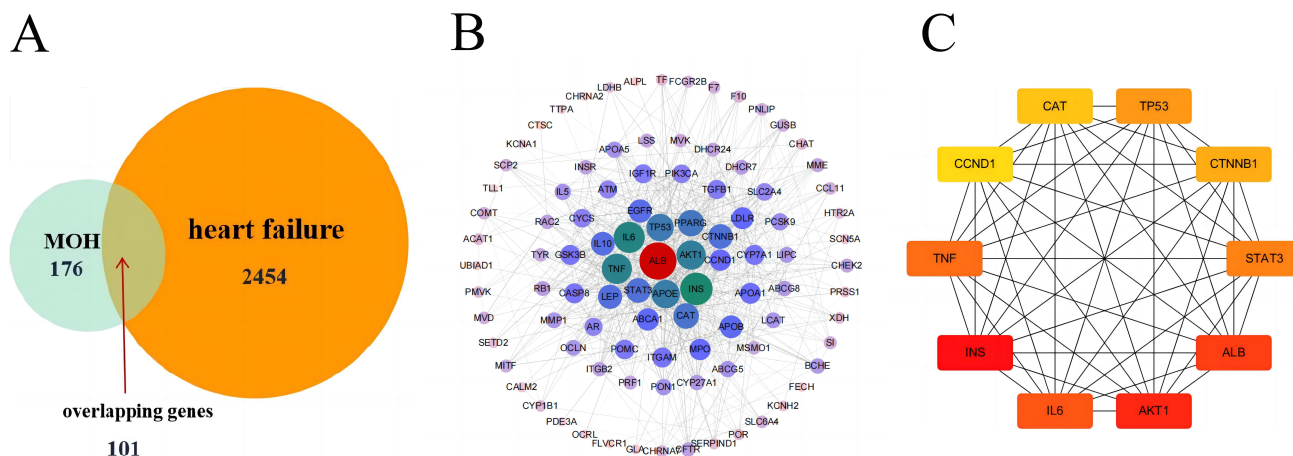 A
MOH
176
heart failure
2454
overlapping genes
101
B
ALPL
TF
FCGR2B
LDHB
F7
CHRNA2
F10
TTPA
PNLIP
CTSC
GUSB
KCNA1
LSS
MVK
CHAT
APOA5
DHCR24
SCP2
INSR
DHCR7
MME
IGF1R
PIK3CA
TLL1
IL5
ATM
TGFB1
SLC2A4
CCL11
COMT
RAC2
CYCS
EGFR
PPARG
LDLR
PCSK9
HTR2A
IL6
TP53
CTNNB1
ACAT1
TYR
GSK3B
IL10
AKT1
CYP7A1
LIPC
SCN5A
UBIAD1
TNF
ALB
CCND1
CHEK2
PMVK
RB1
CASP8
LEP
STAT3
APOE
INS
APOA1
ABCG8
PRSS1
MVD
MMP1
ABCA1
CAT
APOB
LCAT
XDH
SETD2
AR
OCLN
POMC
ITGAM
MPO
MSMO1
SI
MITF
ITGB2
PRF1
PON1
CYP27A1
ABCG5
BCHE
CALM2
FECH
CYP1B1
KCNH2
PDE3A
SLC6A4
OCRL
POR
FLVCR1
SERPIND1
GLA
CHRNA7
CFTR
C
CAT
TP53
CCND1
CTNNB1
TNF
STAT3
INS
ALB
IL6
AKT1